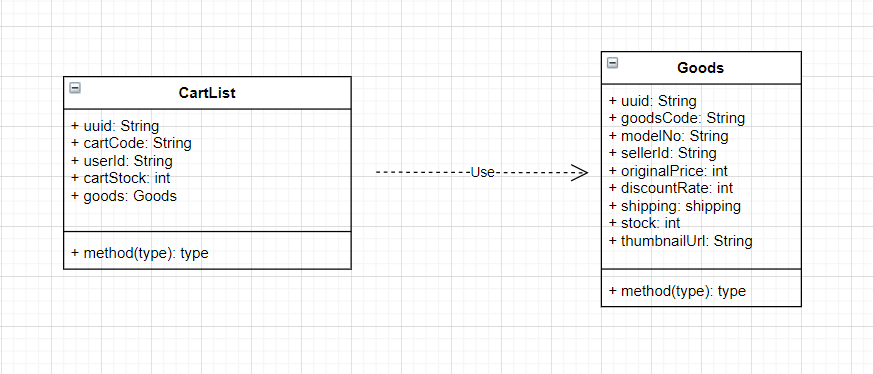 CartList
+ uuid: String
+ cartCode: String
+ userId: String
+ cartStock: int
+ goods: Goods
+ method(type): type
Use
Goods
+ uuid: String
+ goodsCode: String
+ modelNo: String
+ sellerId: String
+ originalPrice: int
+ discountRate: int
+ shipping: shipping
+ stock: int
+ thumbnailUrl: String
+ method(type): type